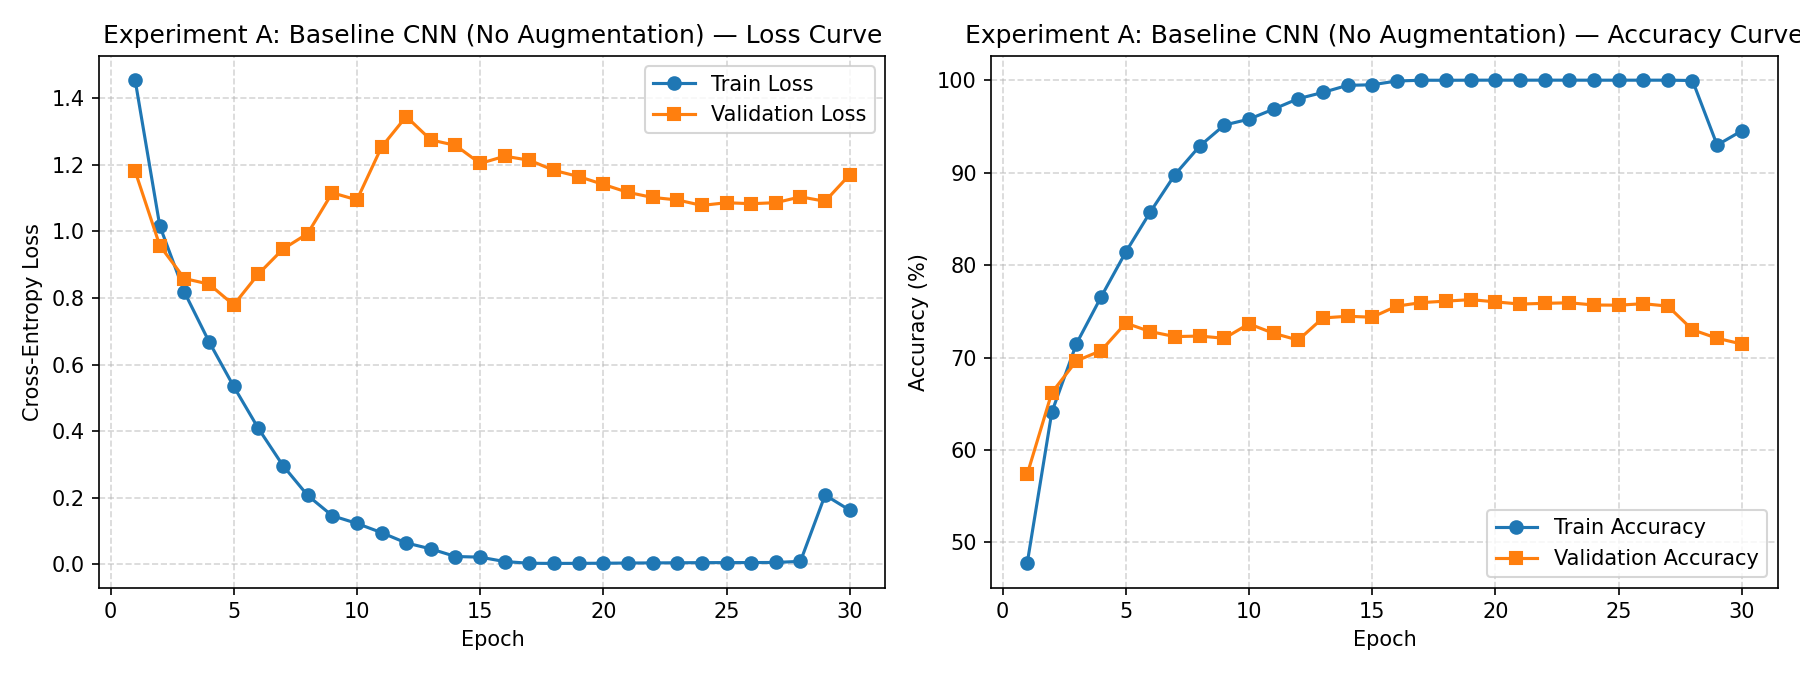 Experiment A: Baseline CNN (No Augmentation) — Loss Curve
Train Loss
Validation Loss
Cross-Entropy Loss
1.4
1.2
1.0
0.8
0.6
0.4
0.2
0.0
0 5 10 15 20 25 30
Epoch
Experiment A: Baseline CNN (No Augmentation) — Accuracy Curve
Accuracy (%)
100
90
80
70
60
50
Train Accuracy
Validation Accuracy
0 5 10 15 20 25 30
Epoch